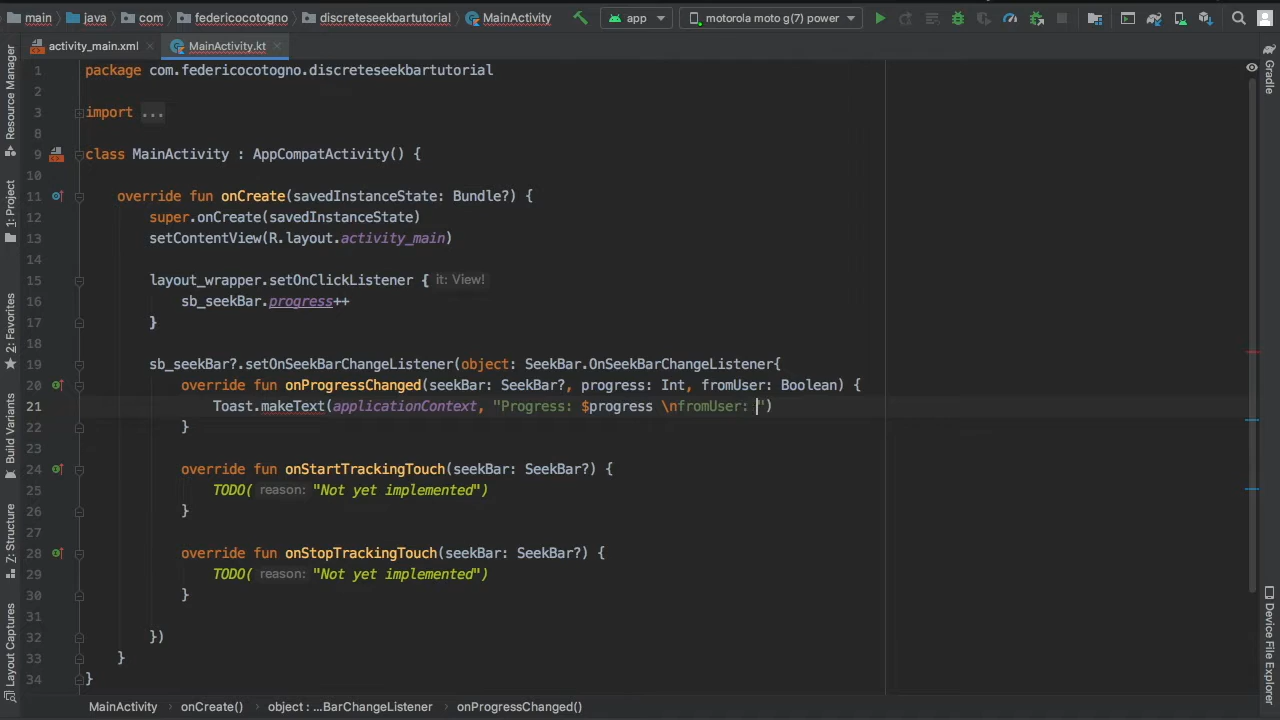 main java com federicocotogno discreteseekbartutorial MainActivity app motorola moto g(7) power
activity_main.xml MainActivity.kt
1 package com.federicocotogno.discreteseekbartutorial
2
3 import ...
8
9 class MainActivity : AppCompatActivity() {
10
11 override fun onCreate(savedInstanceState: Bundle?) {
12 super.onCreate(savedInstanceState)
13 setContentView(R.layout.activity_main)
14
15 layout_wrapper.setOnClickListener { it: View!
16 sb_seekBar.progress++
17 }
18
19 sb_seekBar?.setOnSeekBarChangeListener(object: SeekBar.OnSeekBarChangeListener{
20 override fun onProgressChanged(seekBar: SeekBar?, progress: Int, fromUser: Boolean) {
21 Toast.makeText(applicationContext, "Progress: $progress \nfromUser: ")
22 }
23
24 override fun onStartTrackingTouch(seekBar: SeekBar?) {
25 TODO( reason: "Not yet implemented")
26 }
27
28 override fun onStopTrackingTouch(seekBar: SeekBar?) {
29 TODO( reason: "Not yet implemented")
30 }
31
32 })
33 }
34 }
MainActivity onCreate() object : ...BarChangeListener onProgressChanged()
Resource Manager
1: Project
2: Favorites
Build Variants
Z: Structure
Layout Captures
Gradle
Device File Explorer